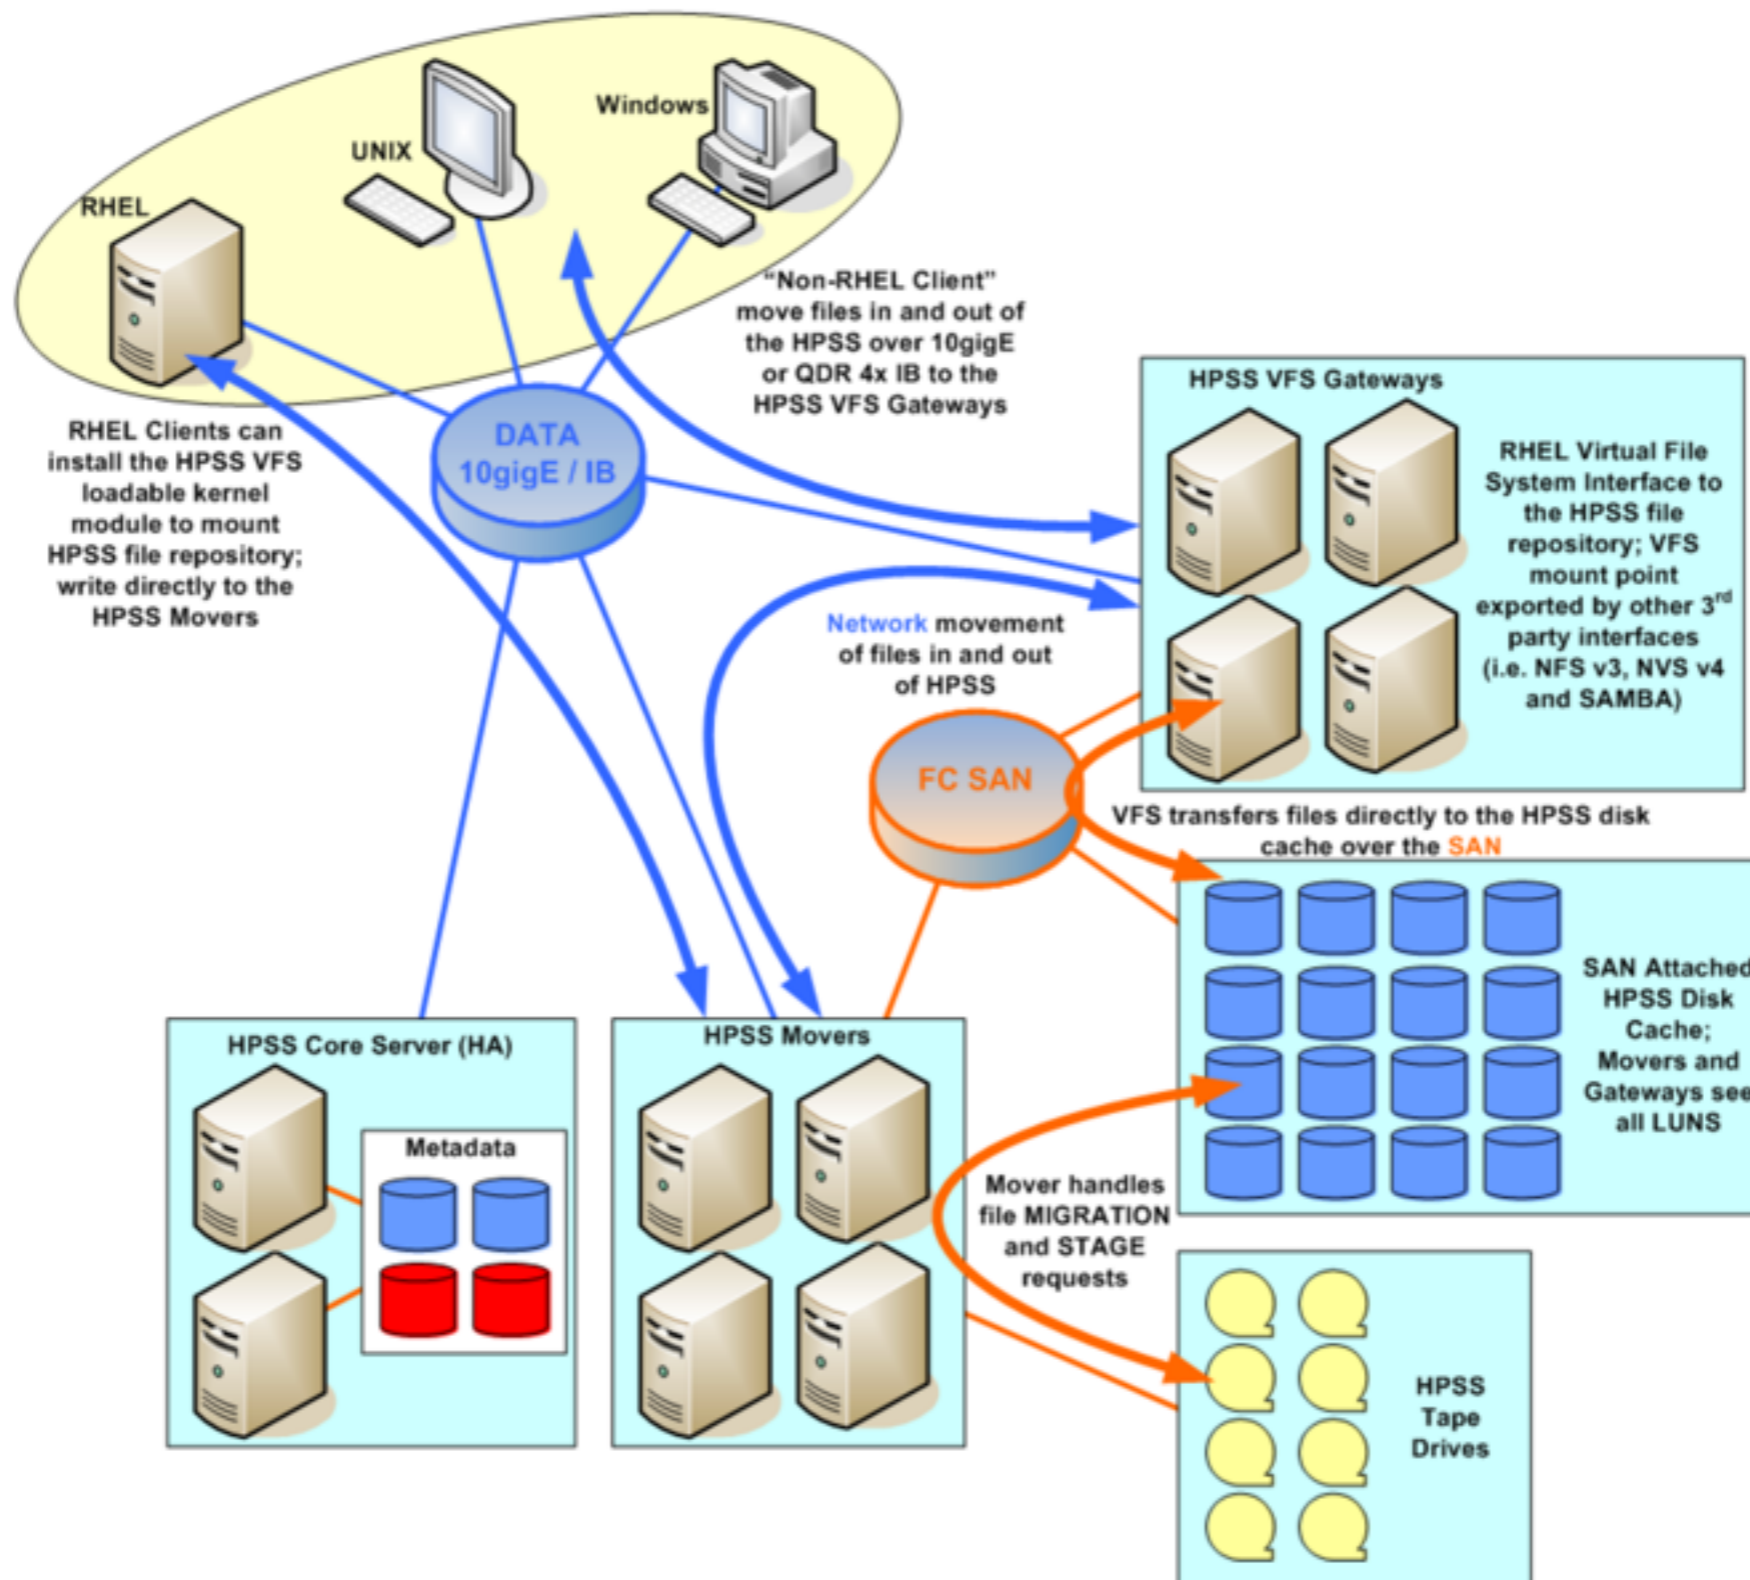 Windows
UNIX
RHEL
"Non-RHEL Client"
move files in and out of
the HPSS over 10gigE
or QDR 4x IB to the
HPSS VFS Gateways
RHEL Clients can
install the HPSS VFS
loadable kernel
module to mount
HPSS file repository;
write directly to the
HPSS Movers
DATA
10gigE / IB
HPSS VFS Gateways
RHEL Virtual File
System Interface to
the HPSS file
repository; VFS
mount point
exported by other 3rd
party interfaces
(i.e. NFS v3, NVS v4
and SAMBA)
Network movement
of files in and out
of HPSS
FC SAN
VFS transfers files directly to the HPSS disk
cache over the SAN
SAN Attached
HPSS Disk
Cache;
Movers and
Gateways see
all LUNS
HPSS Core Server (HA)
Metadata
HPSS Movers
Mover handles
file MIGRATION
and STAGE
requests
HPSS
Tape
Drives